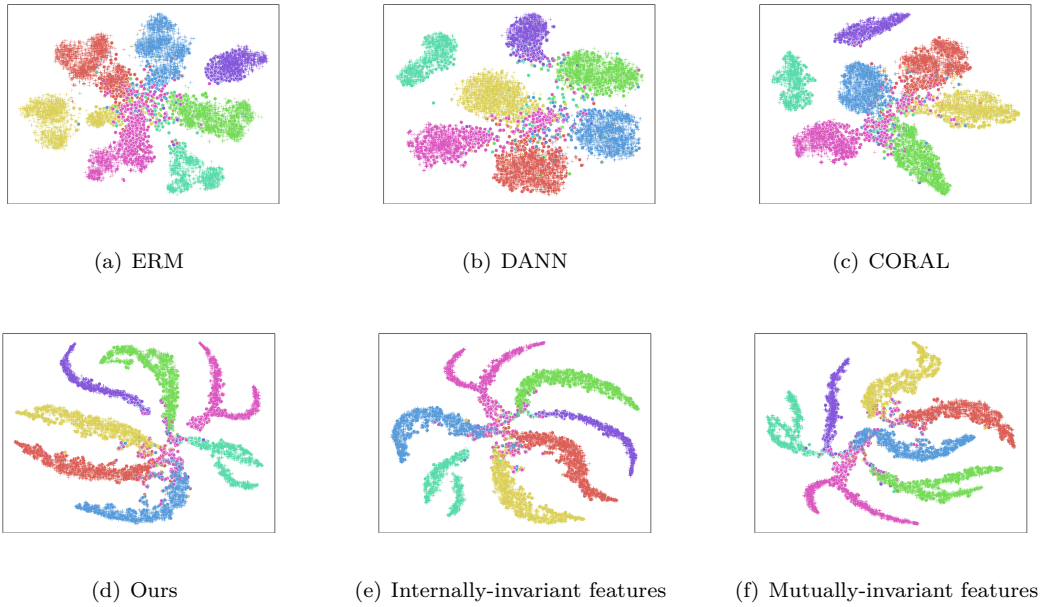 (a) ERM
(b) DANN
(c) CORAL
(d) Ours
(e) Internally-invariant features
(f) Mutually-invariant features